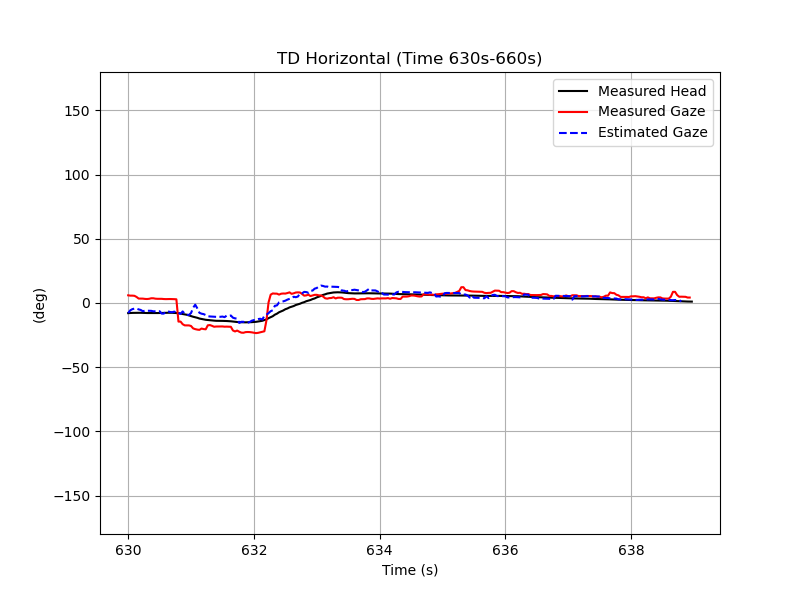 TD Horizontal (Time 630s-660s)
Measured Head
Measured Gaze
Estimated Gaze
150
100
50
0
−50
−100
−150
(deg)
630
632
634
636
638
Time (s)